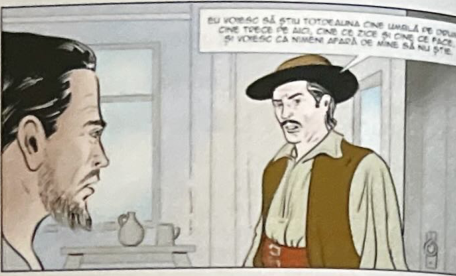 EU VOIESC SĂ ȘTIU TOTDEAUNA CINE UMBLĂ PE DRUM
CINE TRECE PE AICI, CINE CE ZICE ȘI CINE CE FACE,
ȘI VOIESC CA NIMENI AFARĂ DE MINE SĂ NU ȘTIE.